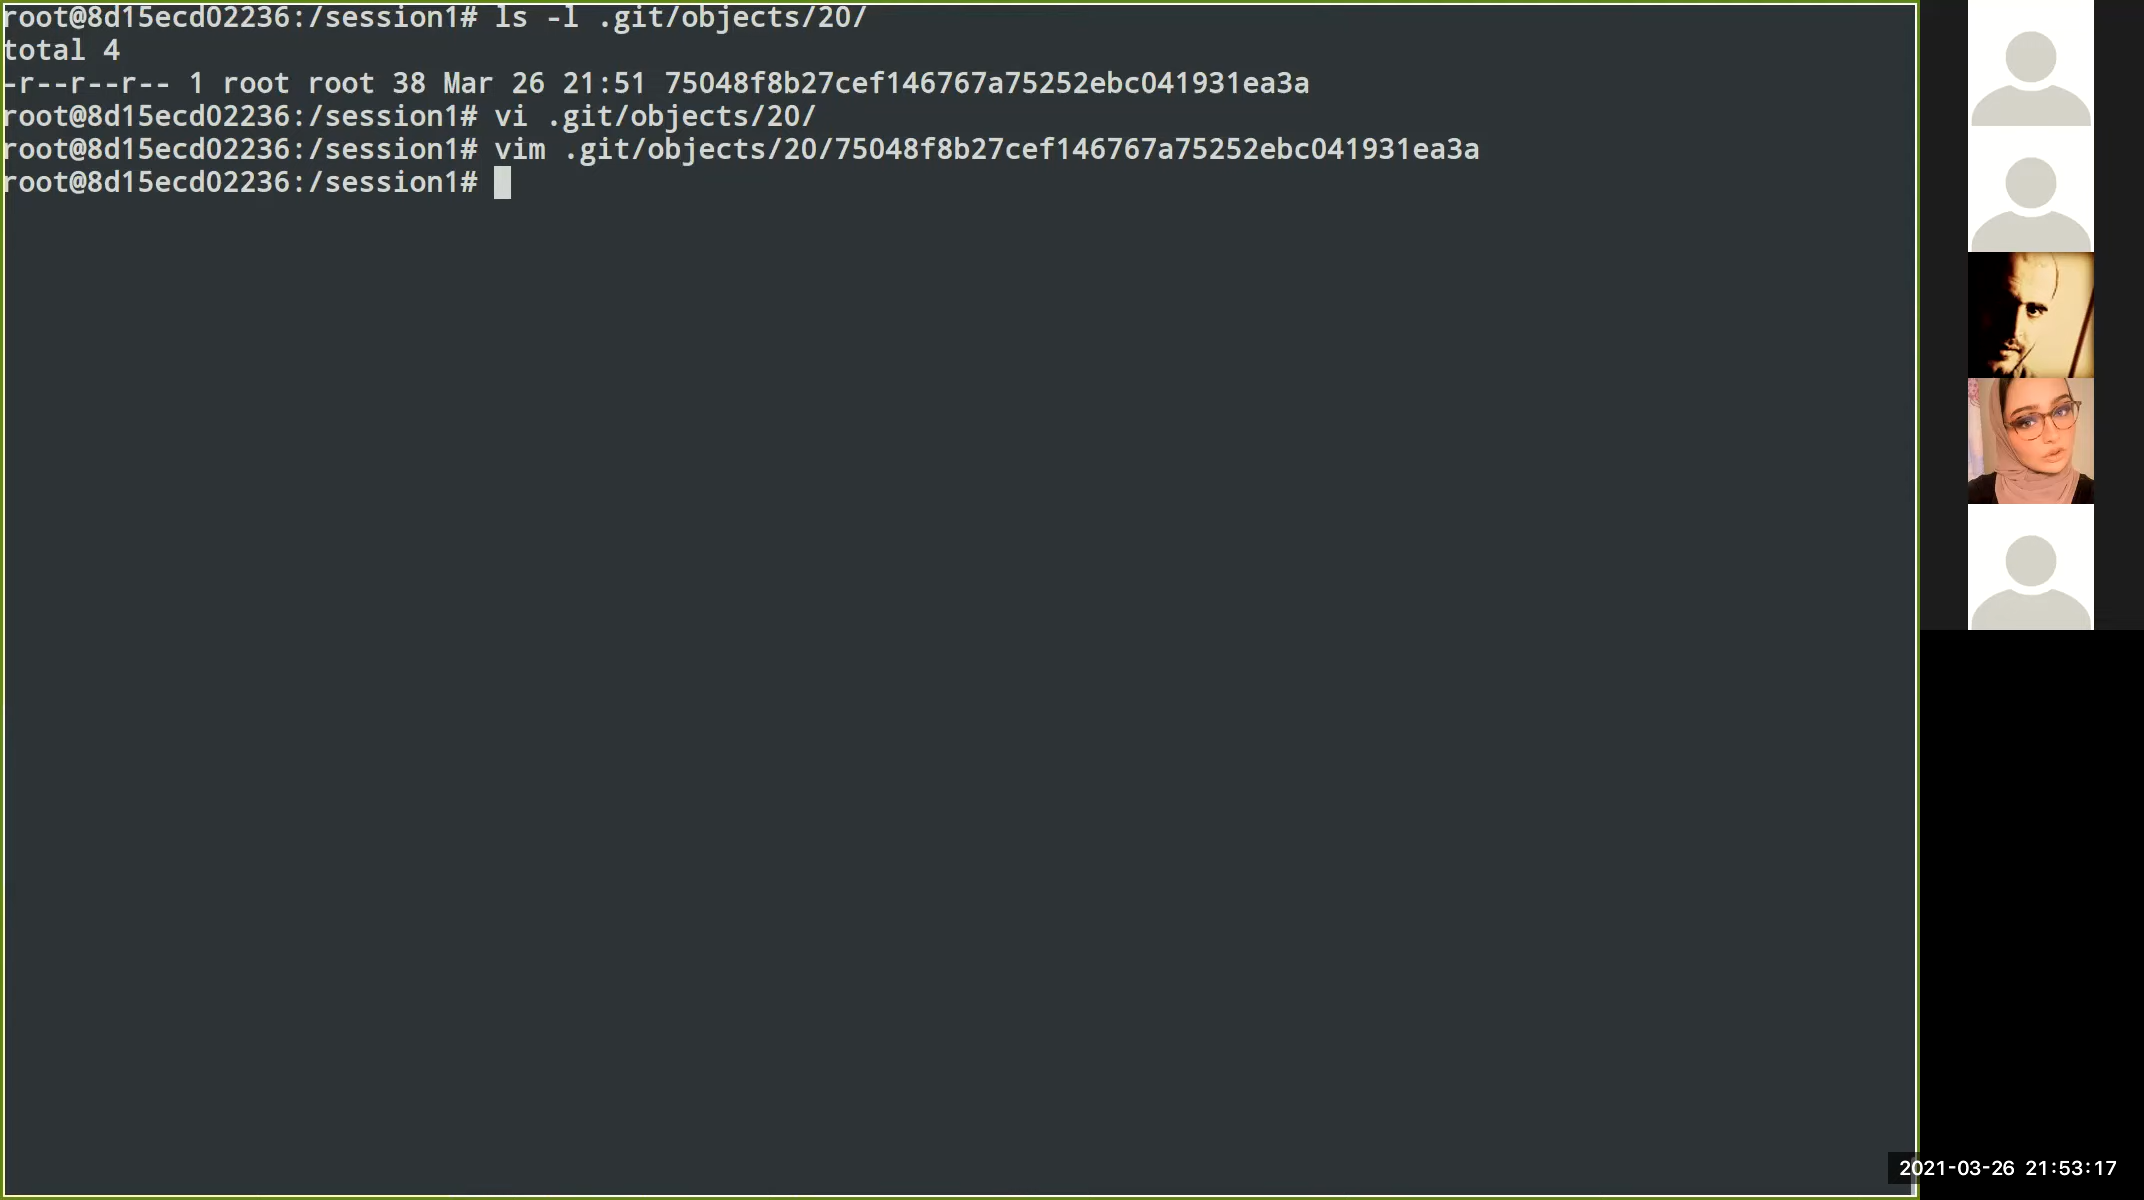 root@8d15ecd02236:/session1# ls -l .git/objects/20/
total 4
-r--r--r-- 1 root root 38 Mar 26 21:51 75048f8b27cef146767a75252ebc041931ea3a
root@8d15ecd02236:/session1# vi .git/objects/20/
root@8d15ecd02236:/session1# vim .git/objects/20/75048f8b27cef146767a75252ebc041931ea3a
root@8d15ecd02236:/session1#
2021-03-26 21:53:17